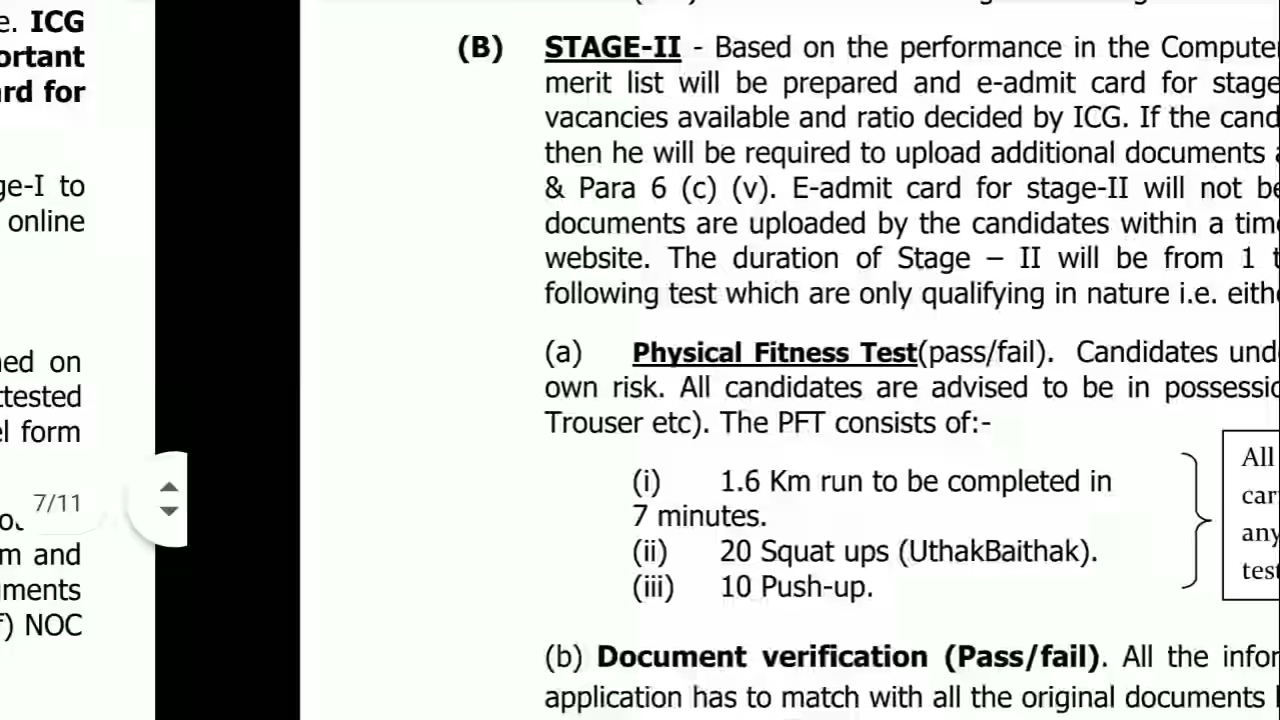 e. ICG
ortant
rd for
ge-I to
online
ned on
ttested
el form
7/11
m and
uments
f) NOC
(B) STAGE-II - Based on the performance in the Compute
merit list will be prepared and e-admit card for stage
vacancies available and ratio decided by ICG. If the cand
then he will be required to upload additional documents
& Para 6 (c) (v). E-admit card for stage-II will not be
documents are uploaded by the candidates within a time
website. The duration of Stage – II will be from 1 t
following test which are only qualifying in nature i.e. eithe
(a) Physical Fitness Test(pass/fail). Candidates und
own risk. All candidates are advised to be in possessio
Trouser etc). The PFT consists of:-
(i) 1.6 Km run to be completed in
7 minutes.
(ii) 20 Squat ups (UthakBaithak).
(iii) 10 Push-up.
All
car
any
test
(b) Document verification (Pass/fail). All the infor
application has to match with all the original documents